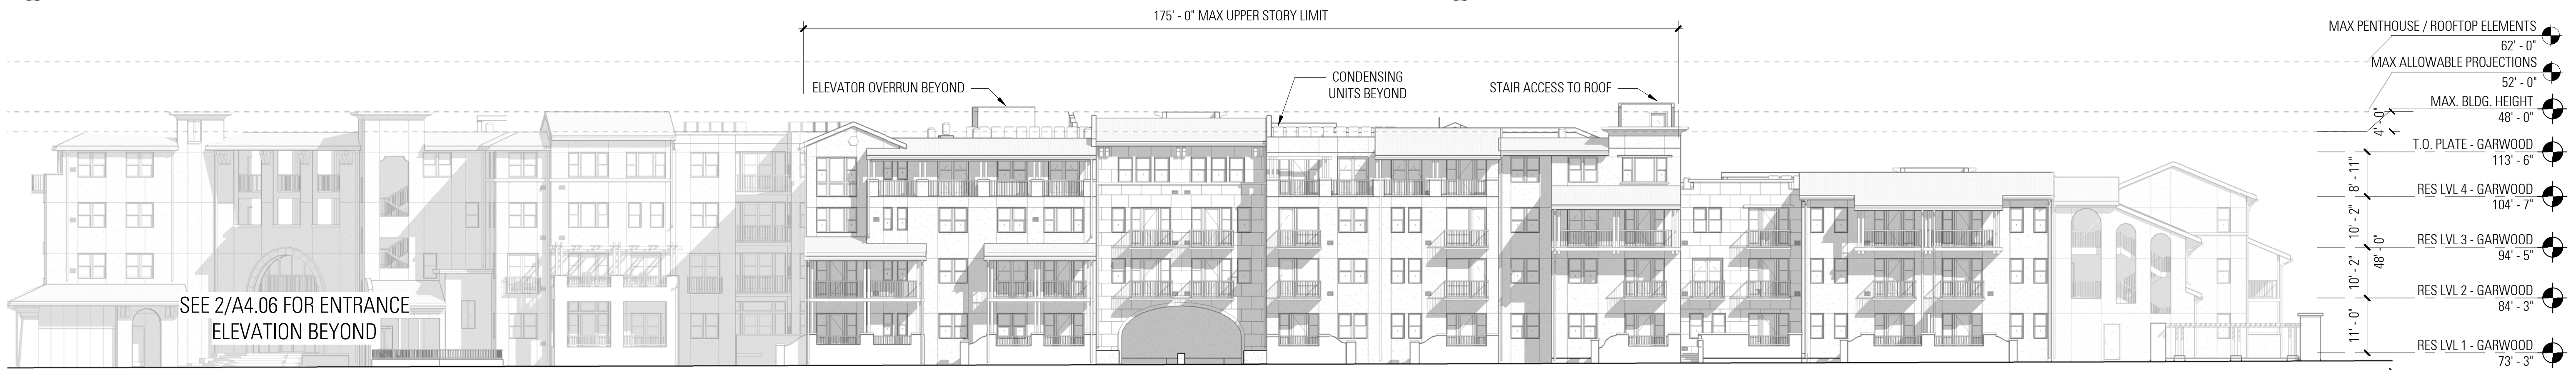 175' - 0" MAX UPPER STORY LIMIT
MAX PENTHOUSE / ROOFTOP ELEMENTS
62' - 0"
MAX ALLOWABLE PROJECTIONS
52' - 0"
ELEVATOR OVERRUN BEYOND
CONDENSING
UNITS BEYOND
STAIR ACCESS TO ROOF
MAX. BLDG. HEIGHT
48' - 0"
4' - 0"
T.O. PLATE - GARWOOD
113' - 6"
8' - 11"
RES LVL 4 - GARWOOD
104' - 7"
10' - 2"
48' - 0"
RES LVL 3 - GARWOOD
94' - 5"
10' - 2"
RES LVL 2 - GARWOOD
84' - 3"
11' - 0"
RES LVL 1 - GARWOOD
73' - 3"
SEE 2/A4.06 FOR ENTRANCE
ELEVATION BEYOND